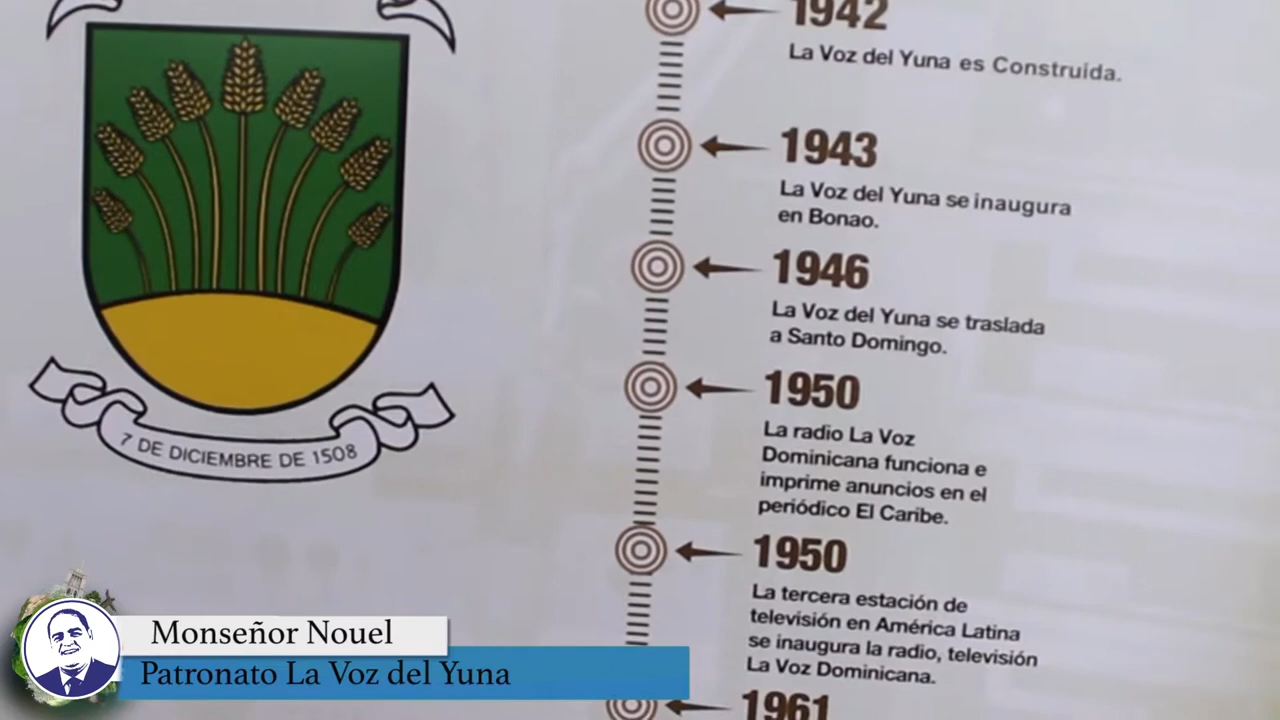 1942
La Voz del Yuna es Construida.
1943
La Voz del Yuna se inaugura
en Bonao.
1946
La Voz del Yuna se traslada
a Santo Domingo.
1950
La radio La Voz
Dominicana funciona e
imprime anuncios en el
periódico El Caribe.
1950
La tercera estación de
televisión en América Latina
se inaugura la radio, televisión
La Voz Dominicana.
1961
7 DE DICIEMBRE DE 1508
Monseñor Nouel
Patronato La Voz del Yuna